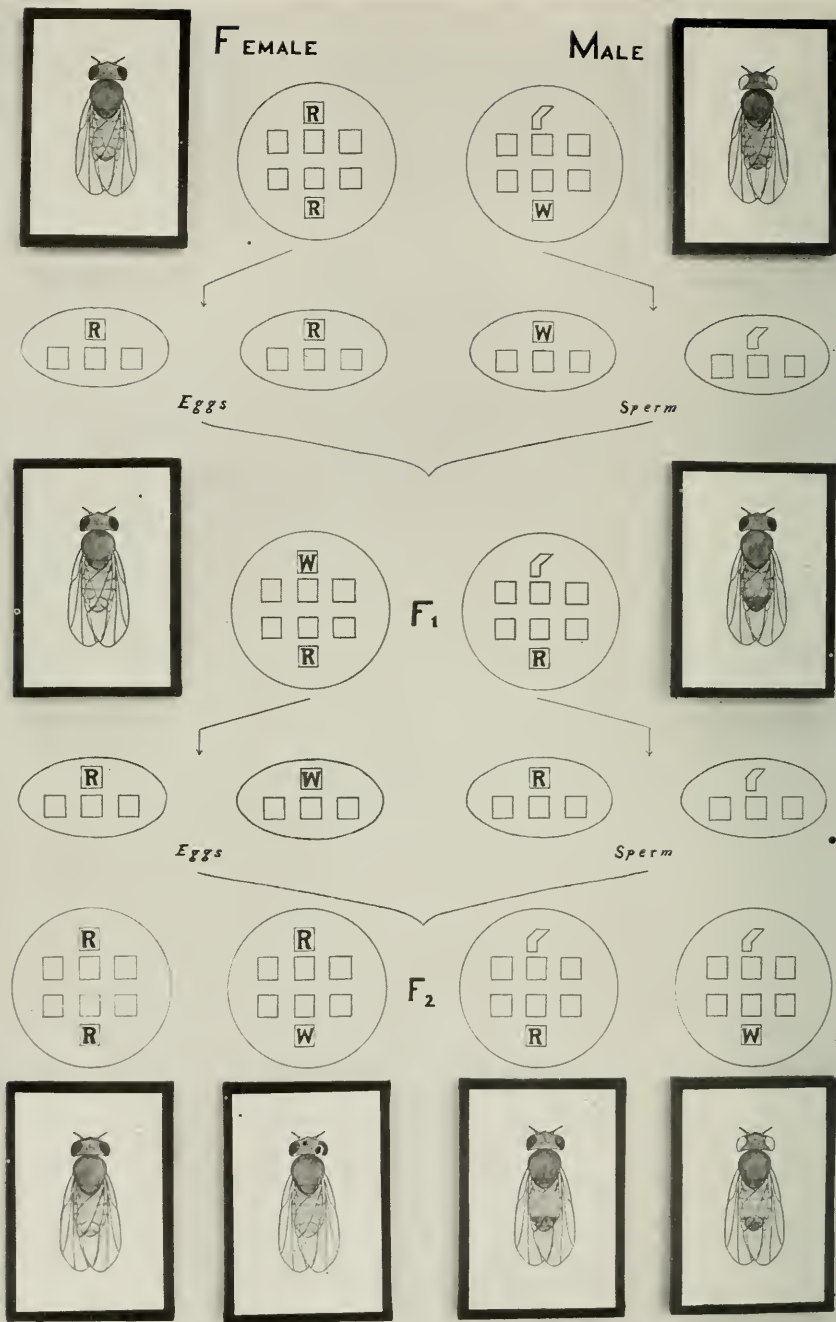 FEMALE MALE
R
R W
R R W
Eggs Sperm
W
F1
R R
R W R
Eggs Sperm
R R
F2
R W R W